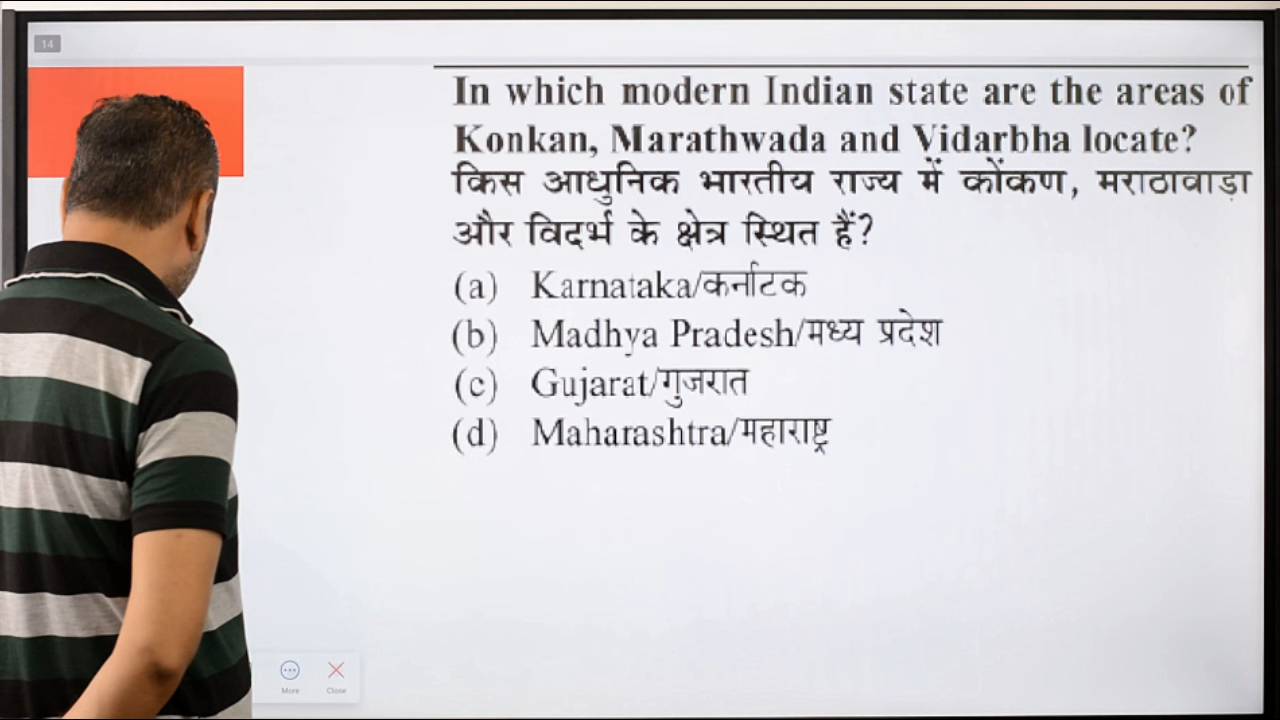 14
In which modern Indian state are the areas of
Konkan, Marathwada and Vidarbha locate?
किस आधुनिक भारतीय राज्य में कोंकण, मराठावाड़ा
और विदर्भ के क्षेत्र स्थित हैं?
(a) Karnataka/कर्नाटक
(b) Madhya Pradesh/मध्य प्रदेश
(c) Gujarat/गुजरात
(d) Maharashtra/महाराष्ट्र
More Close